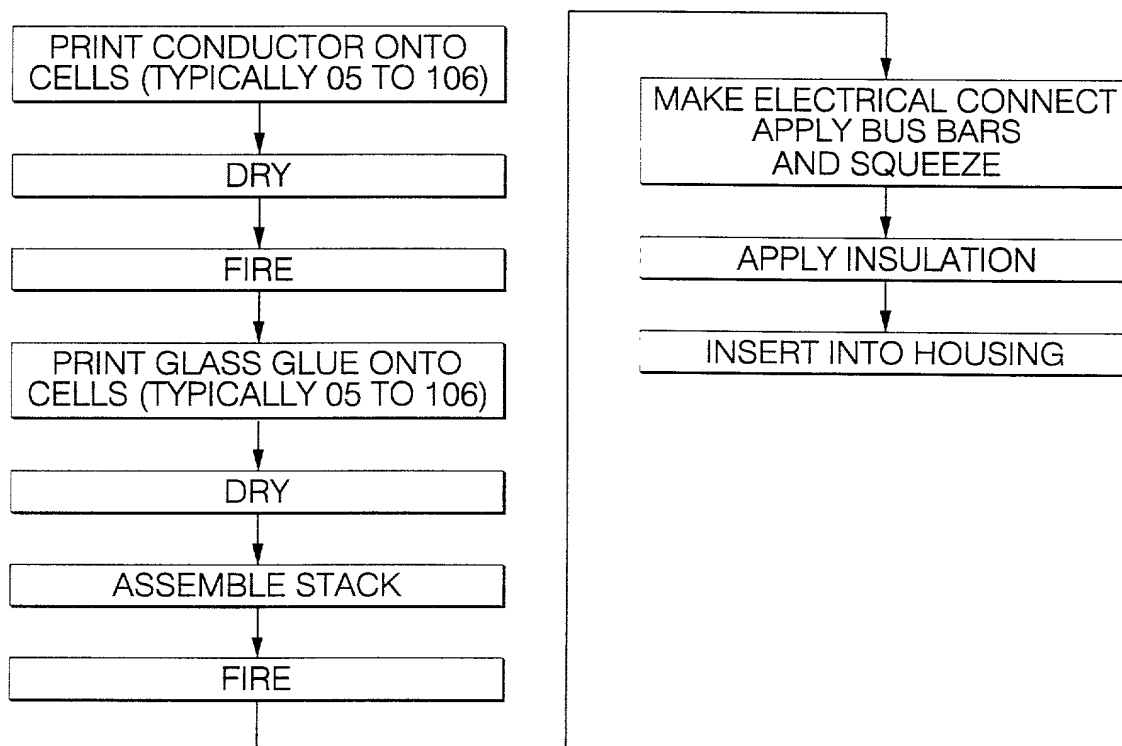 PRINT CONDUCTOR ONTO
CELLS (TYPICALLY 05 TO 106)
DRY
FIRE
PRINT GLASS GLUE ONTO
CELLS (TYPICALLY 05 TO 106)
DRY
ASSEMBLE STACK
FIRE
MAKE ELECTRICAL CONNECT
APPLY BUS BARS
AND SQUEEZE
APPLY INSULATION
INSERT INTO HOUSING